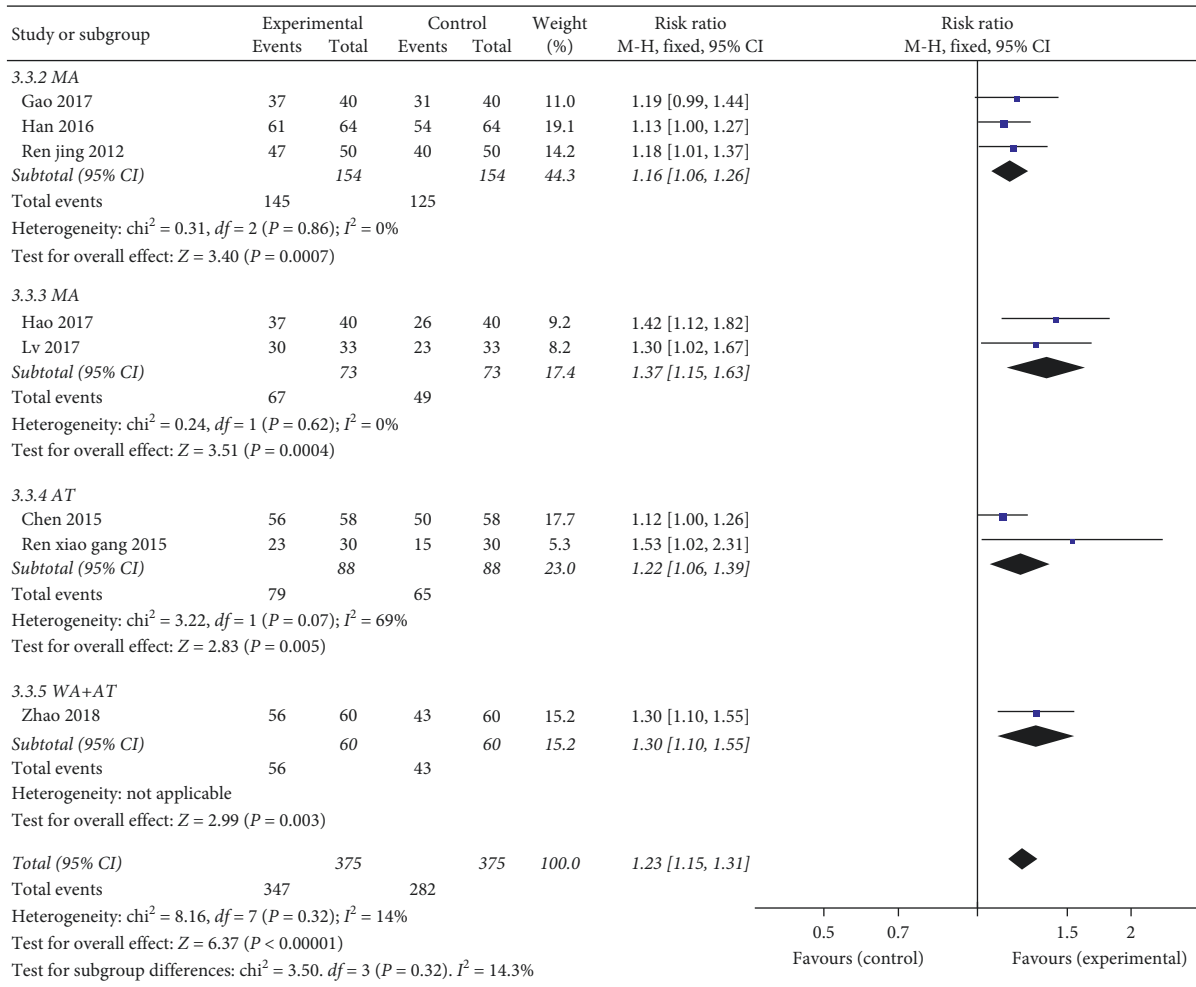 Study or subgroup Experimental Control Weight Risk ratio Risk ratio
Events Total Events Total (%) M-H, fixed, 95% CI M-H, fixed, 95% CI
3.3.2 MA
Gao 2017 37 40 31 40 11.0 1.19 [0.99, 1.44]
Han 2016 61 64 54 64 19.1 1.13 [1.00, 1.27]
Ren jing 2012 47 50 40 50 14.2 1.18 [1.01, 1.37]
Subtotal (95% CI) 154 154 44.3 1.16 [1.06, 1.26]
Total events 145 125
Heterogeneity: chi² = 0.31, df = 2 (P = 0.86); I² = 0%
Test for overall effect: Z = 3.40 (P = 0.0007)
3.3.3 MA
Hao 2017 37 40 26 40 9.2 1.42 [1.12, 1.82]
Lv 2017 30 33 23 33 8.2 1.30 [1.02, 1.67]
Subtotal (95% CI) 73 73 17.4 1.37 [1.15, 1.63]
Total events 67 49
Heterogeneity: chi² = 0.24, df = 1 (P = 0.62); I² = 0%
Test for overall effect: Z = 3.51 (P = 0.0004)
3.3.4 AT
Chen 2015 56 58 50 58 17.7 1.12 [1.00, 1.26]
Ren xiao gang 2015 23 30 15 30 5.3 1.53 [1.02, 2.31]
Subtotal (95% CI) 88 88 23.0 1.22 [1.06, 1.39]
Total events 79 65
Heterogeneity: chi² = 3.22, df = 1 (P = 0.07); I² = 69%
Test for overall effect: Z = 2.83 (P = 0.005)
3.3.5 WA+AT
Zhao 2018 56 60 43 60 15.2 1.30 [1.10, 1.55]
Subtotal (95% CI) 60 60 15.2 1.30 [1.10, 1.55]
Total events 56 43
Heterogeneity: not applicable
Test for overall effect: Z = 2.99 (P = 0.003)
Total (95% CI) 375 375 100.0 1.23 [1.15, 1.31]
Total events 347 282
Heterogeneity: chi² = 8.16, df = 7 (P = 0.32); I² = 14%
Test for overall effect: Z = 6.37 (P < 0.00001)
Test for subgroup differences: chi² = 3.50. df = 3 (P = 0.32). I² = 14.3%
0.5 0.7 1.5 2
Favours (control) Favours (experimental)